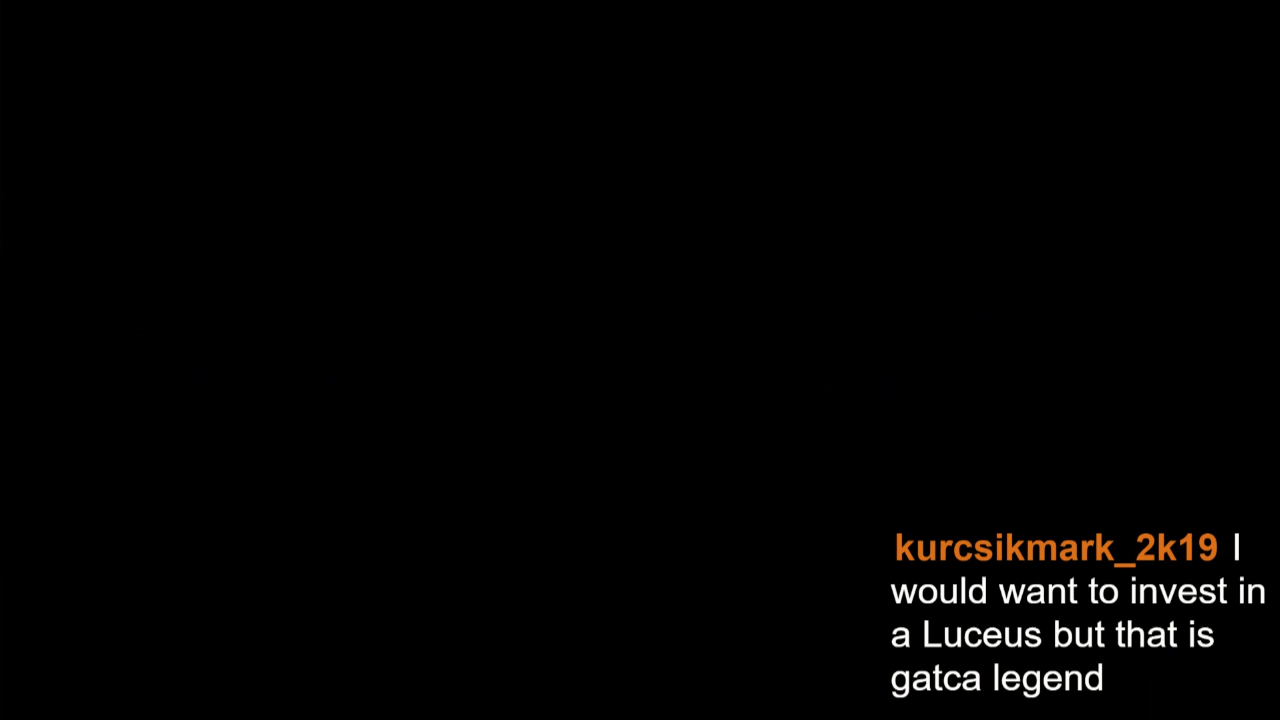 kurcsikmark_2k19 I
would want to invest in
a Luceus but that is
gatca legend